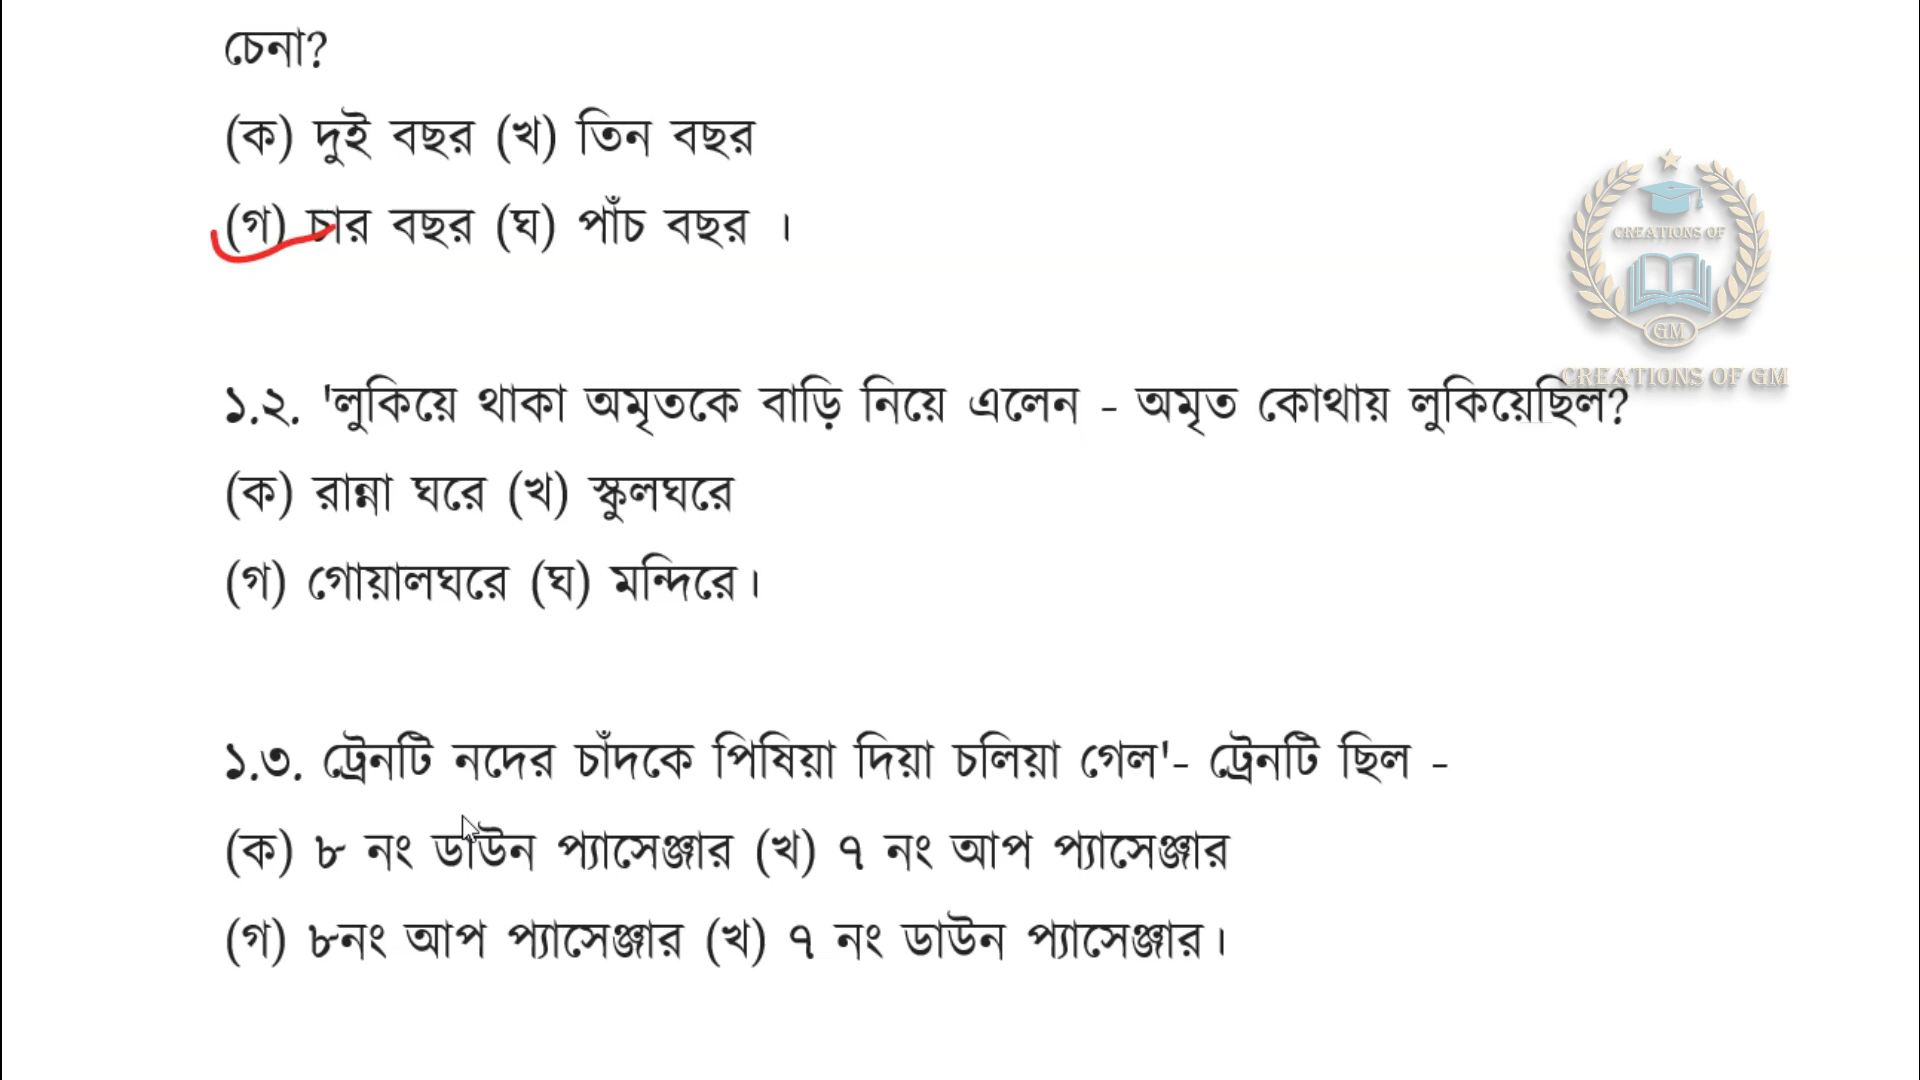 চেনা?
(ক) দুই বছর (খ) তিন বছর
(গ) চার বছর (ঘ) পাঁচ বছর ।
CREATIONS OF
GM
CREATIONS OF GM
১.২. 'লুকিয়ে থাকা অমৃতকে বাড়ি নিয়ে এলেন - অমৃত কোথায় লুকিয়েছিল?
(ক) রান্না ঘরে (খ) স্কুলঘরে
(গ) গোয়ালঘরে (ঘ) মন্দিরে।
১.৩. ট্রেনটি নদের চাঁদকে পিষিয়া দিয়া চলিয়া গেল'- ট্রেনটি ছিল -
(ক) ৮ নং ডাউন প্যাসেঞ্জার (খ) ৭ নং আপ প্যাসেঞ্জার
(গ) ৮নং আপ প্যাসেঞ্জার (খ) ৭ নং ডাউন প্যাসেঞ্জার।